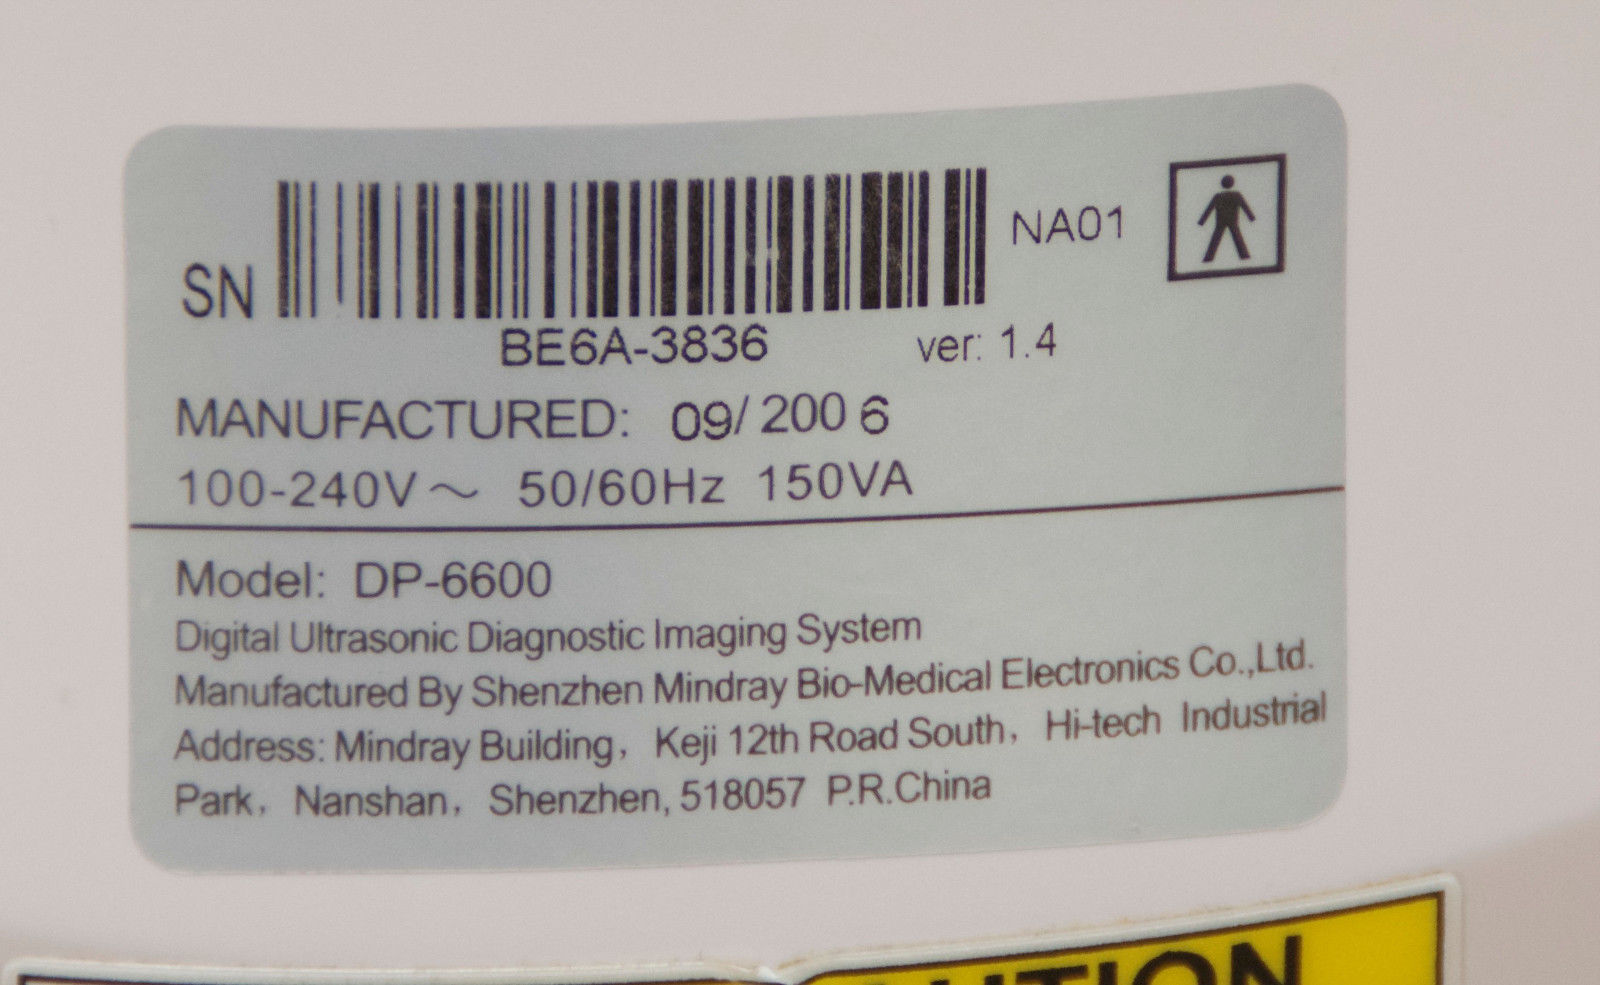 SN NA01
BE6A-3836 ver: 1.4
MANUFACTURED: 09/2006
100-240V～ 50/60Hz 150VA
Model: DP-6600
Digital Ultrasonic Diagnostic Imaging System
Manufactured By Shenzhen Mindray Bio-Medical Electronics Co.,Ltd.
Address: Mindray Building, Keji 12th Road South, Hi-tech Industrial
Park, Nanshan, Shenzhen, 518057 P.R.China